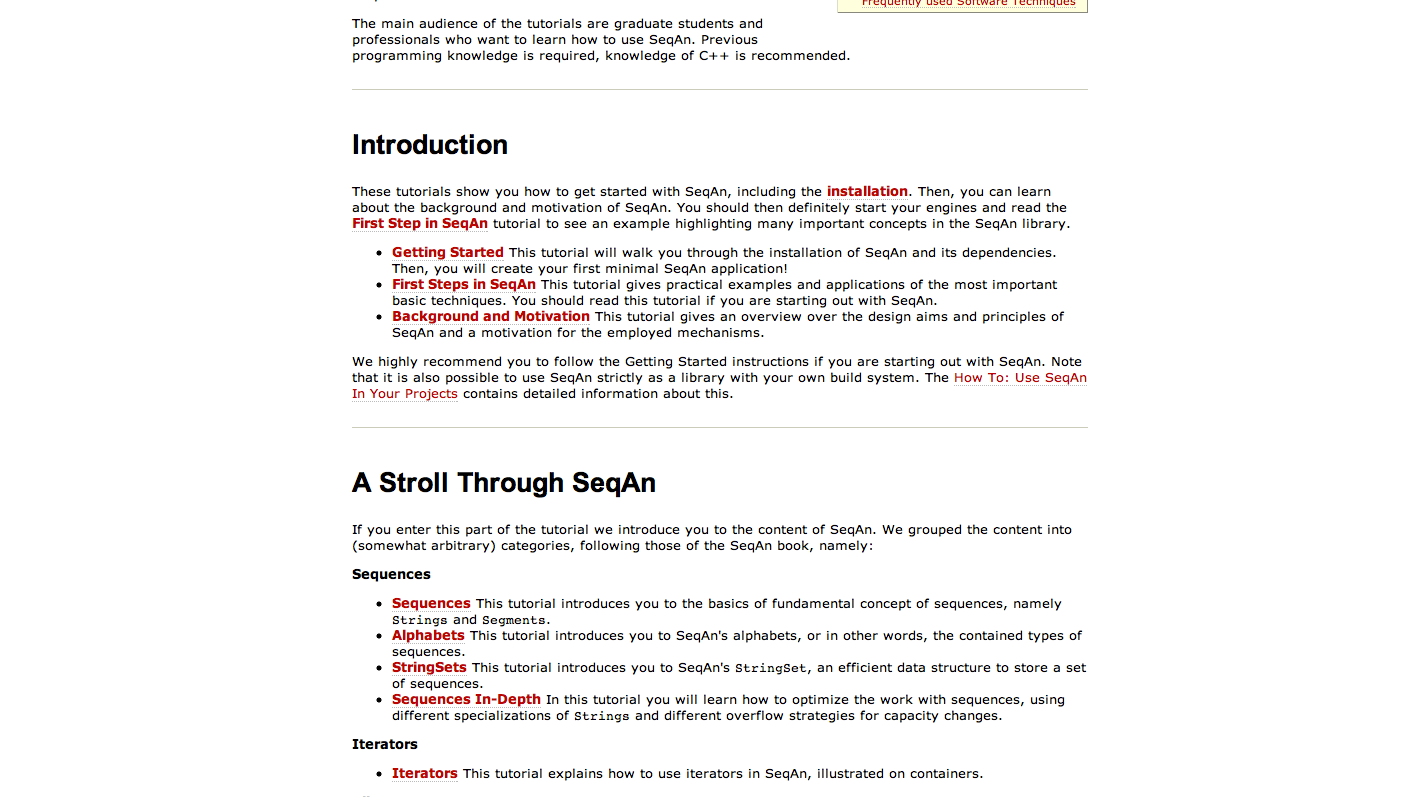 Frequently used Software Techniques
The main audience of the tutorials are graduate students and
professionals who want to learn how to use SeqAn. Previous
programming knowledge is required, knowledge of C++ is recommended.
Introduction
These tutorials show you how to get started with SeqAn, including the installation. Then, you can learn
about the background and motivation of SeqAn. You should then definitely start your engines and read the
First Step in SeqAn tutorial to see an example highlighting many important concepts in the SeqAn library.
• Getting Started This tutorial will walk you through the installation of SeqAn and its dependencies.
Then, you will create your first minimal SeqAn application!
• First Steps in SeqAn This tutorial gives practical examples and applications of the most important
basic techniques. You should read this tutorial if you are starting out with SeqAn.
• Background and Motivation This tutorial gives an overview over the design aims and principles of
SeqAn and a motivation for the employed mechanisms.
We highly recommend you to follow the Getting Started instructions if you are starting out with SeqAn. Note
that it is also possible to use SeqAn strictly as a library with your own build system. The How To: Use SeqAn
In Your Projects contains detailed information about this.
A Stroll Through SeqAn
If you enter this part of the tutorial we introduce you to the content of SeqAn. We grouped the content into
(somewhat arbitrary) categories, following those of the SeqAn book, namely:
Sequences
• Sequences This tutorial introduces you to the basics of fundamental concept of sequences, namely
Strings and Segments.
• Alphabets This tutorial introduces you to SeqAn's alphabets, or in other words, the contained types of
sequences.
• StringSets This tutorial introduces you to SeqAn's StringSet, an efficient data structure to store a set
of sequences.
• Sequences In-Depth In this tutorial you will learn how to optimize the work with sequences, using
different specializations of Strings and different overflow strategies for capacity changes.
Iterators
• Iterators This tutorial explains how to use iterators in SeqAn, illustrated on containers.